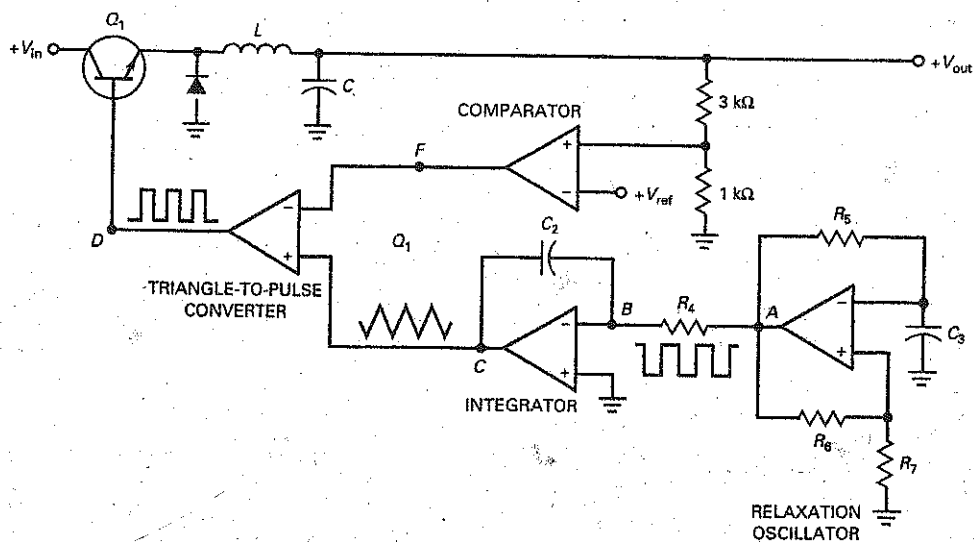 Q1
L
+Vin
+Vout
C
3 kΩ
COMPARATOR
F
+
−
+Vref
1 kΩ
−
+
D
Q1
C2
R5
TRIANGLE-TO-PULSE
CONVERTER
B
R4
A
−
+
−
+
C3
C
INTEGRATOR
R6
R7
RELAXATION
OSCILLATOR